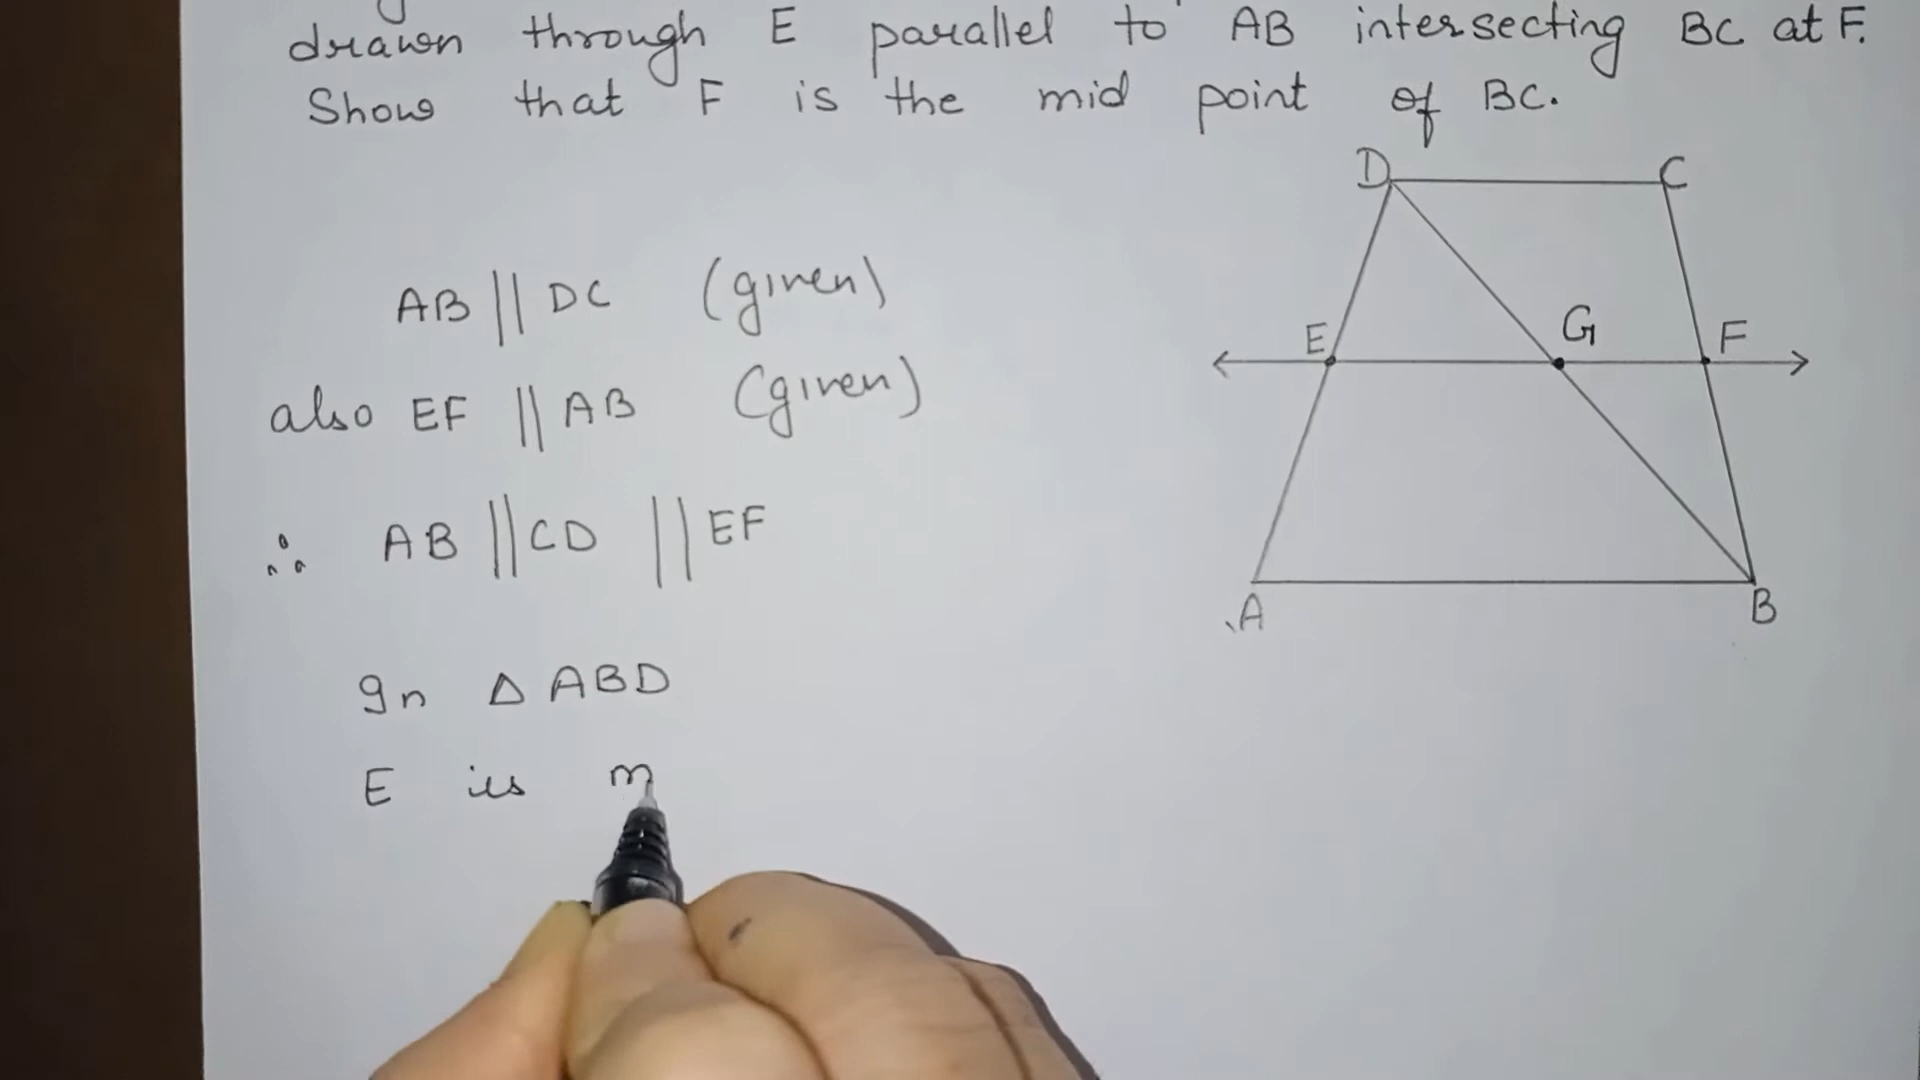 drawn through E parallel to AB intersecting BC at F.
Show that F is the mid point of BC.
D C
AB || DC (given)
E G F
also EF || AB (given)
∴ AB || CD || EF
A B
In △ ABD
E is m